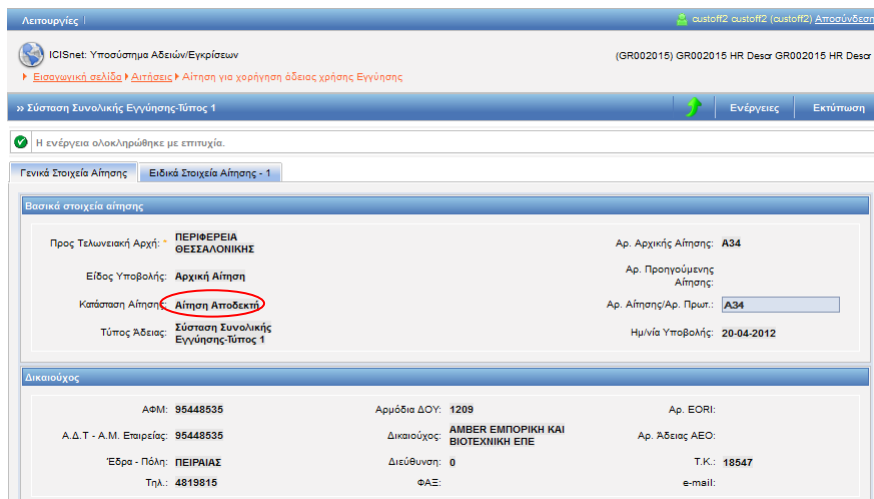 Λειτουργίες
custoff2 custoff2 (custoff2) Αποσύνδεση
ICISnet: Υποσύστημα Αδειών/Εγκρίσεων
(GR002015) GR002015 HR Descr GR002015 HR Descr
Εισαγωγική σελίδα Αιτήσεις Αίτηση για χορήγηση άδειας χρήσης Εγγύησης
» Σύσταση Συνολικής Εγγύησης-Τύπος 1
Ενέργειες Εκτύπωση
Η ενέργεια ολοκληρώθηκε με επιτυχία.
Γενικά Στοιχεία Αίτησης Ειδικά Στοιχεία Αίτησης - 1
Βασικά στοιχεία αίτησης
Προς Τελωνειακή Αρχή: * ΠΕΡΙΦΕΡΕΙΑ ΘΕΣΣΑΛΟΝΙΚΗΣ
Αρ. Αρχικής Αίτησης: A34
Είδος Υποβολής: Αρχική Αίτηση
Αρ. Προηγούμενης Αίτησης:
Κατάσταση Αίτησης: Αίτηση Αποδεκτή
Αρ. Αίτησης/Αρ. Πρωτ.: A34
Τύπος Άδειας: Σύσταση Συνολικής Εγγύησης-Τύπος 1
Ημ/νία Υποβολής: 20-04-2012
Δικαιούχος
ΑΦΜ: 95448535
Αρμόδια ΔΟΥ: 1209
Αρ. EORI:
Α.Δ.Τ - Α.Μ. Εταιρείας: 95448535
Δικαιούχος: AMBER ΕΜΠΟΡΙΚΗ ΚΑΙ ΒΙΟΤΕΧΝΙΚΗ ΕΠΕ
Αρ. Άδειας AEO:
Έδρα - Πόλη: ΠΕΙΡΑΙΑΣ
Διεύθυνση: 0
Τ.Κ.: 18547
Τηλ.: 4819815
ΦΑΞ:
e-mail: